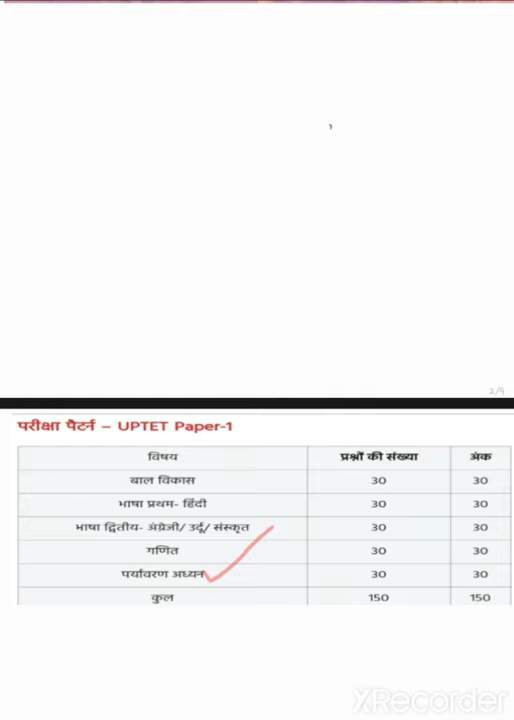 2/9
परीक्षा पैटर्न – UPTET Paper-1
विषय प्रश्नों की संख्या अंक
बाल विकास 30 30
भाषा प्रथम- हिंदी 30 30
भाषा द्वितीय- अंग्रेजी/ उर्दू/ संस्कृत 30 30
गणित 30 30
पर्यावरण अध्यन 30 30
कुल 150 150
XRecorder